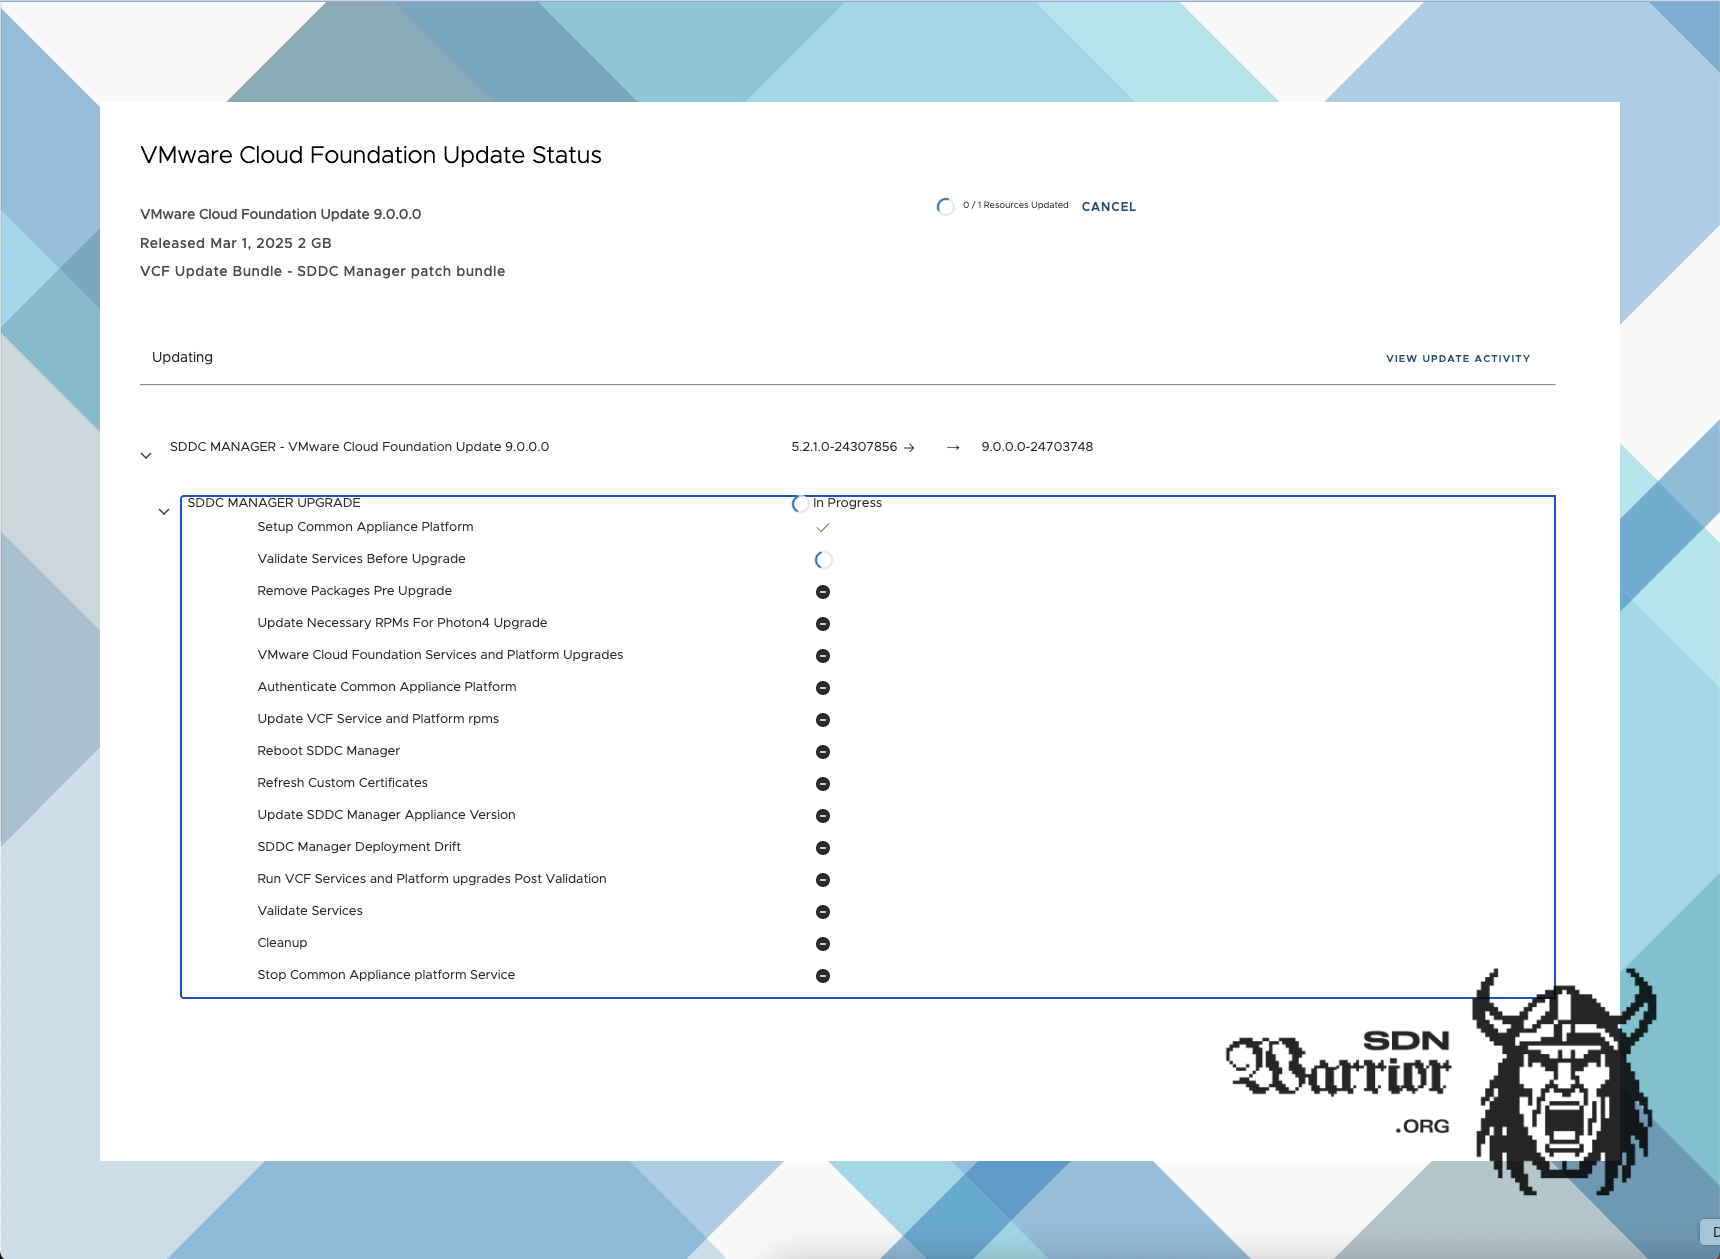 VMware Cloud Foundation Update Status
VMware Cloud Foundation Update 9.0.0.0
0 / 1 Resources Updated CANCEL
Released Mar 1, 2025 2 GB
VCF Update Bundle - SDDC Manager patch bundle
Updating VIEW UPDATE ACTIVITY
SDDC MANAGER - VMware Cloud Foundation Update 9.0.0.0 5.2.1.0-24307856 → → 9.0.0.0-24703748
SDDC MANAGER UPGRADE In Progress
Setup Common Appliance Platform
Validate Services Before Upgrade
Remove Packages Pre Upgrade
Update Necessary RPMs For Photon4 Upgrade
VMware Cloud Foundation Services and Platform Upgrades
Authenticate Common Appliance Platform
Update VCF Service and Platform rpms
Reboot SDDC Manager
Refresh Custom Certificates
Update SDDC Manager Appliance Version
SDDC Manager Deployment Drift
Run VCF Services and Platform upgrades Post Validation
Validate Services
Cleanup
Stop Common Appliance platform Service
SDN
Warrior
.ORG